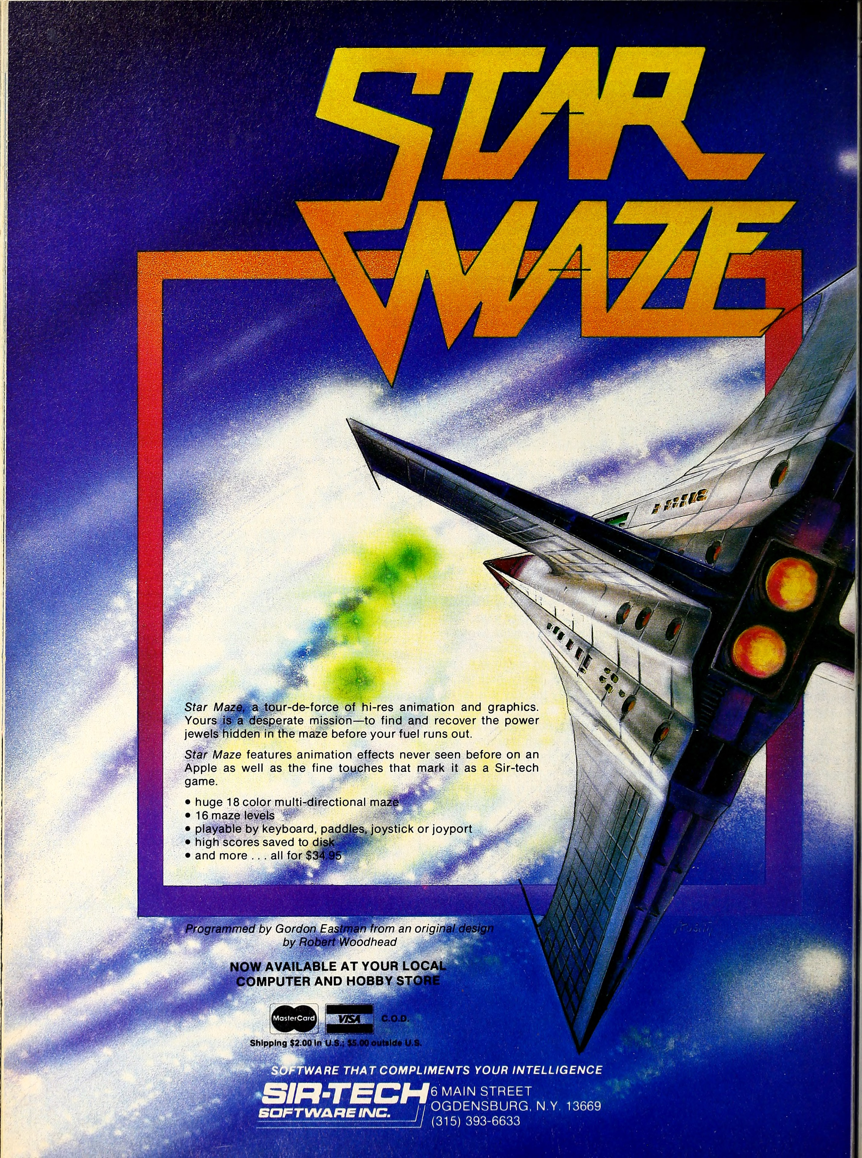 STAR
MAZE
Star Maze, a tour-de-force of hi-res animation and graphics.
Yours is a desperate mission—to find and recover the power
jewels hidden in the maze before your fuel runs out.
Star Maze features animation effects never seen before on an
Apple as well as the fine touches that mark it as a Sir-tech
game.
• huge 18 color multi-directional maze
• 16 maze levels
• playable by keyboard, paddles, joystick or joyport
• high scores saved to disk
• and more . . . all for $34.95
Programmed by Gordon Eastman from an original design
by Robert Woodhead
NOW AVAILABLE AT YOUR LOCAL
COMPUTER AND HOBBY STORE
MasterCard VISA C.O.D.
Shipping $2.00 in U.S.; $5.00 outside U.S.
SOFTWARE THAT COMPLIMENTS YOUR INTELLIGENCE
SIR-TECH
SOFTWARE INC.
6 MAIN STREET
OGDENSBURG, N.Y. 13669
(315) 393-6633